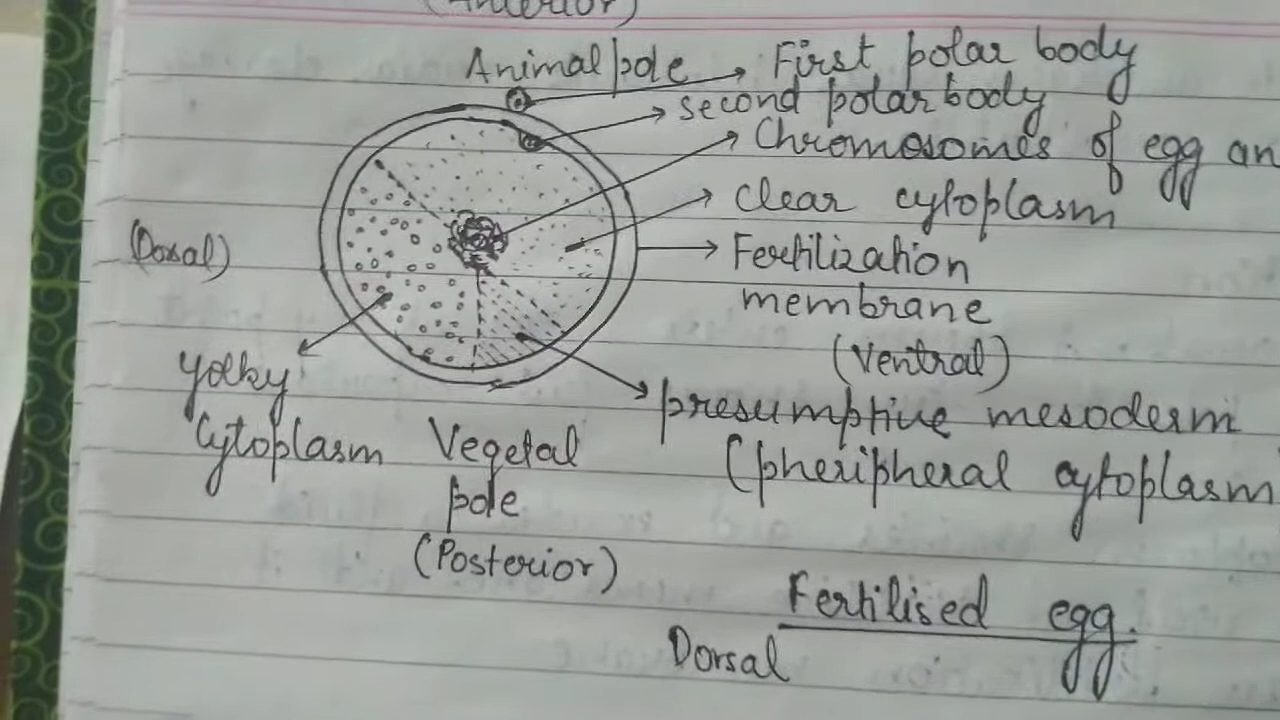 (Anterior)
Animal pole
First polar body
second polar body
Chromosomes of egg an
clear cytoplasm
(Dorsal)
Fertilization
membrane
(Ventral)
yolky
cytoplasm
presumptive mesoderm
(pheripheral cytoplasm
Vegetal
pole
(Posterior)
Fertilised egg.
Dorsal